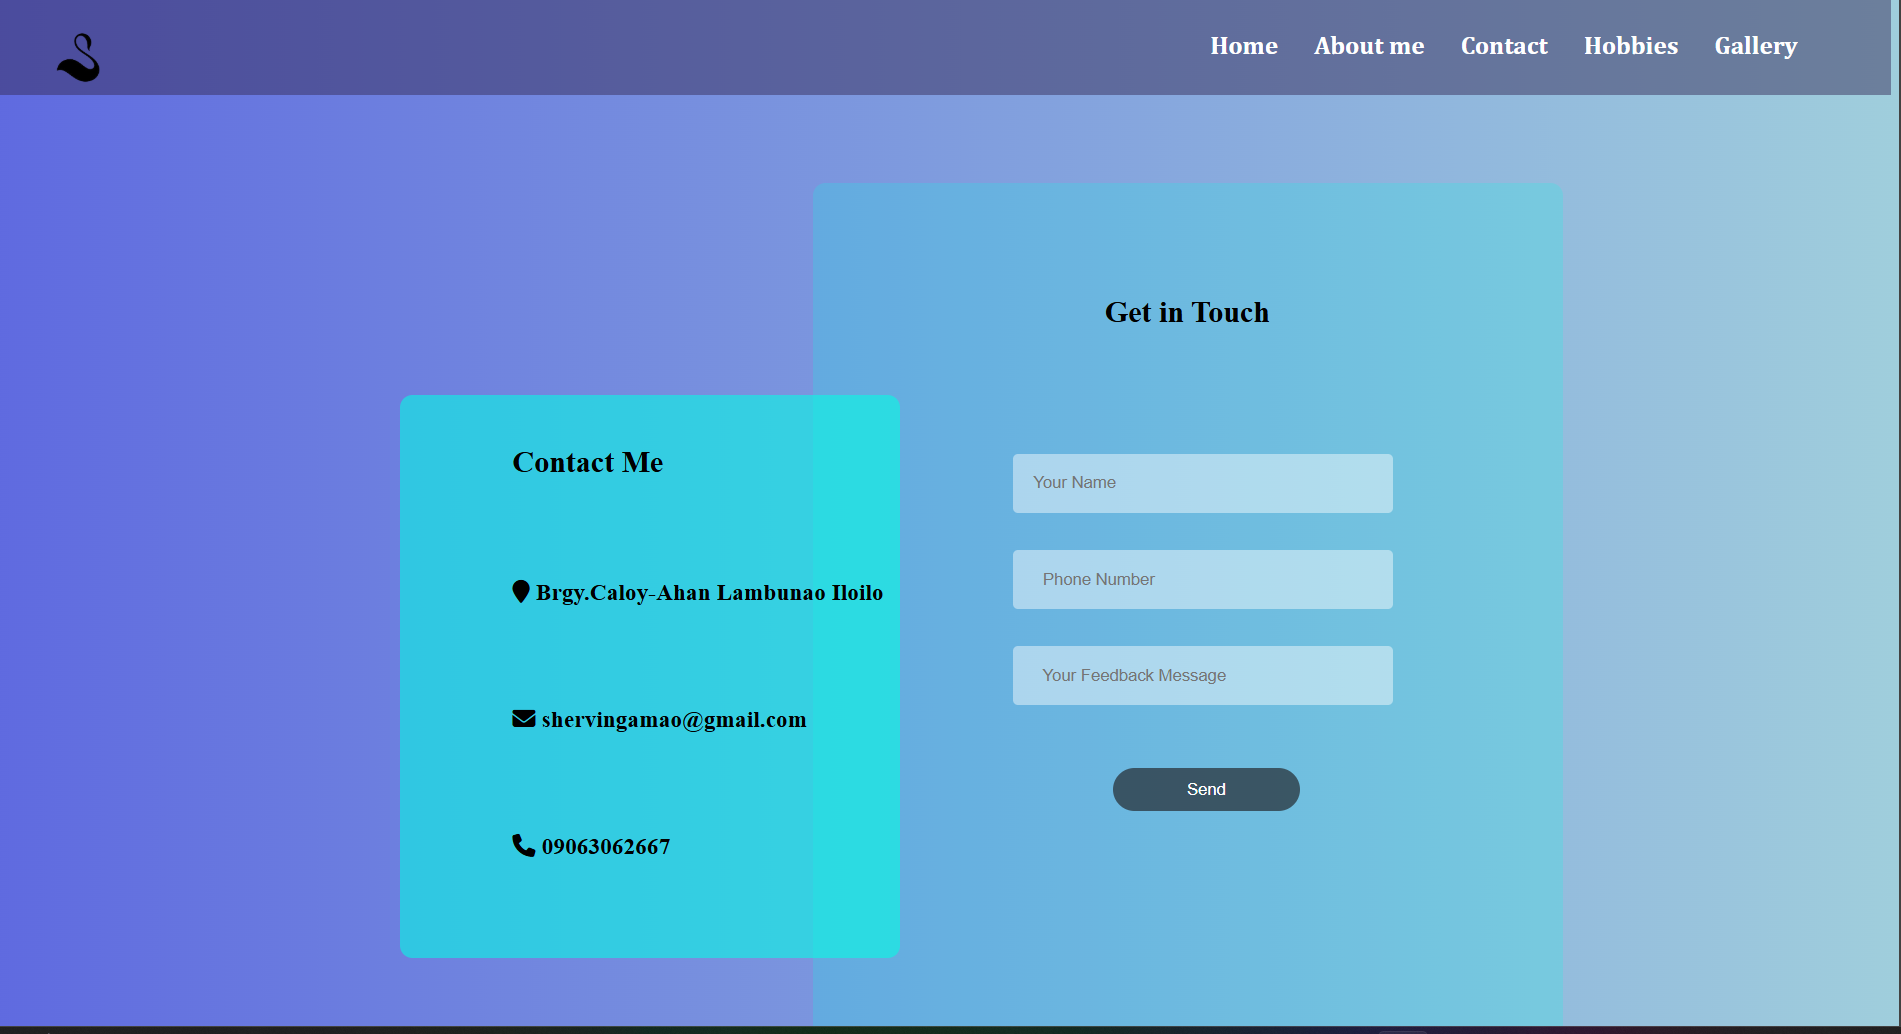 Home About me Contact Hobbies Gallery
Get in Touch
Contact Me
Brgy.Caloy-Ahan Lambunao Iloilo
shervingamao@gmail.com
09063062667
Your Name
Phone Number
Your Feedback Message
Send